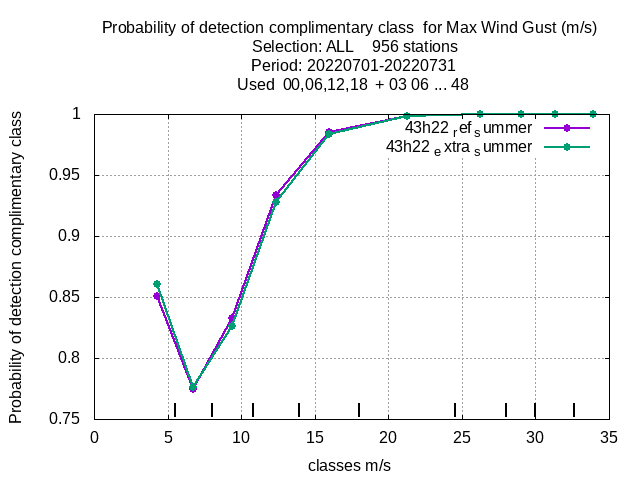 Probability of detection complimentary class  for Max Wind Gust (m/s)
Selection: ALL    956 stations
Period: 20220701-20220731
Used  00,06,12,18  + 03 06 ... 48
Probability of detection complimentary class
1
0.95
0.9
0.85
0.8
0.75
43h22 ref summer
43h22 extra summer
0 5 10 15 20 25 30 35
classes m/s